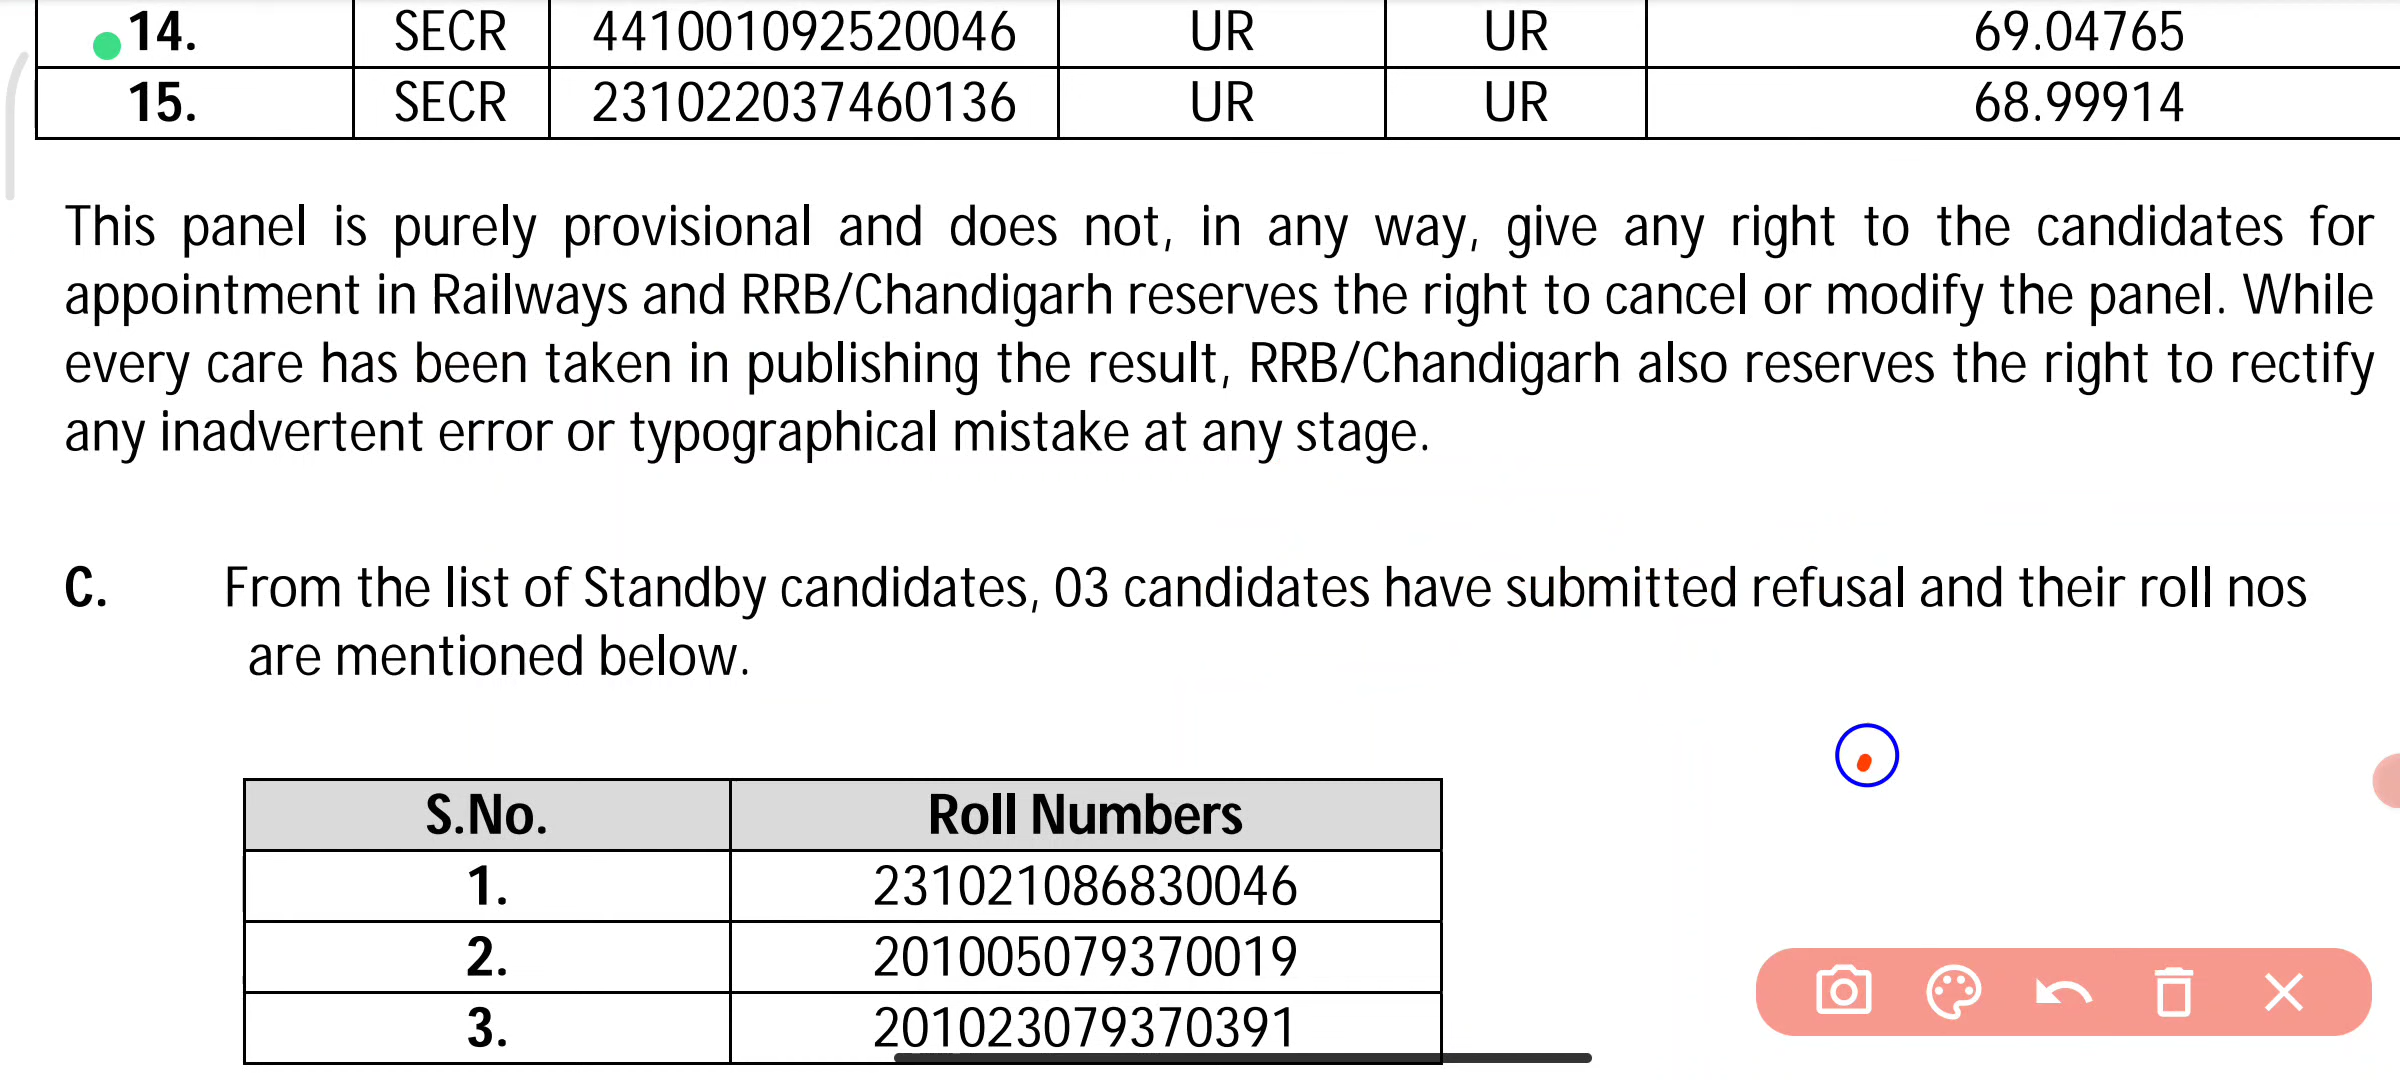 14. SECR 441001092520046 UR UR 69.04765
15. SECR 231022037460136 UR UR 68.99914
This panel is purely provisional and does not, in any way, give any right to the candidates for
appointment in Railways and RRB/Chandigarh reserves the right to cancel or modify the panel. While
every care has been taken in publishing the result, RRB/Chandigarh also reserves the right to rectify
any inadvertent error or typographical mistake at any stage.
C. From the list of Standby candidates, 03 candidates have submitted refusal and their roll nos
are mentioned below.
S.No. Roll Numbers
1. 231021086830046
2. 201005079370019
3. 201023079370391